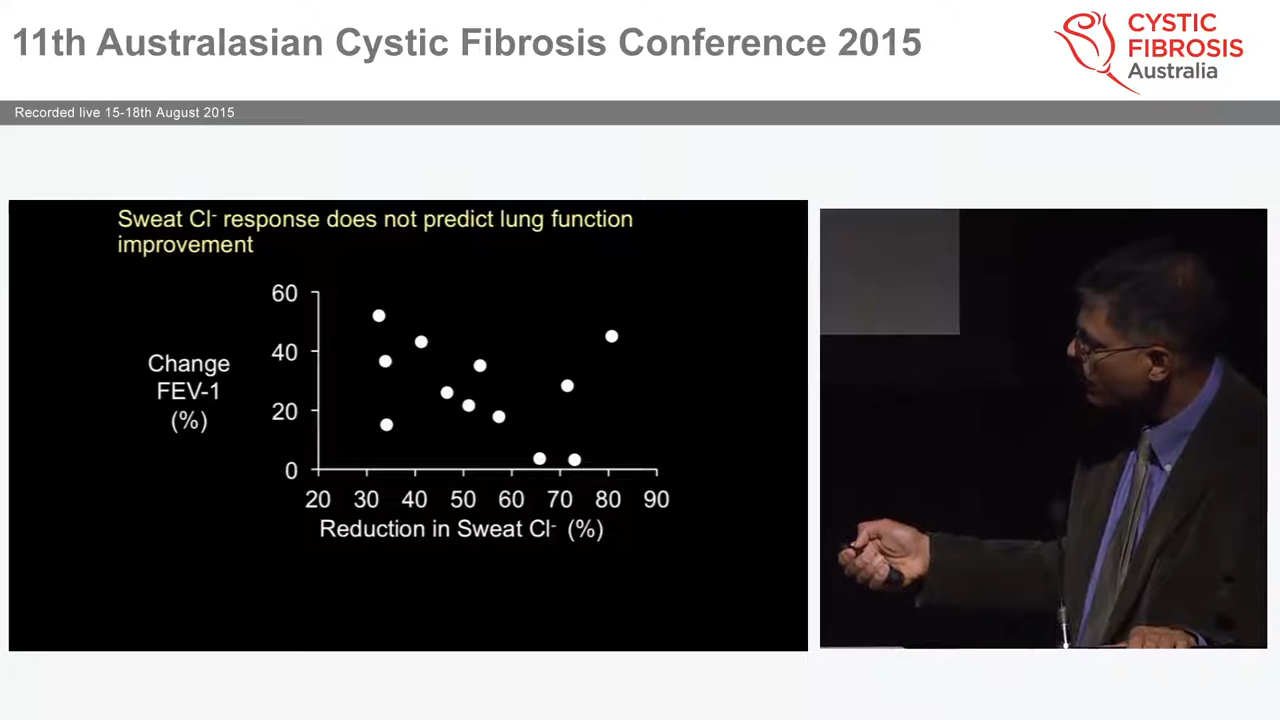 11th Australasian Cystic Fibrosis Conference 2015
CYSTIC
FIBROSIS
Australia
Recorded live 15-18th August 2015
Sweat Cl- response does not predict lung function
improvement
Change
FEV-1
(%)
60
40
20
0
20 30 40 50 60 70 80 90
Reduction in Sweat Cl- (%)